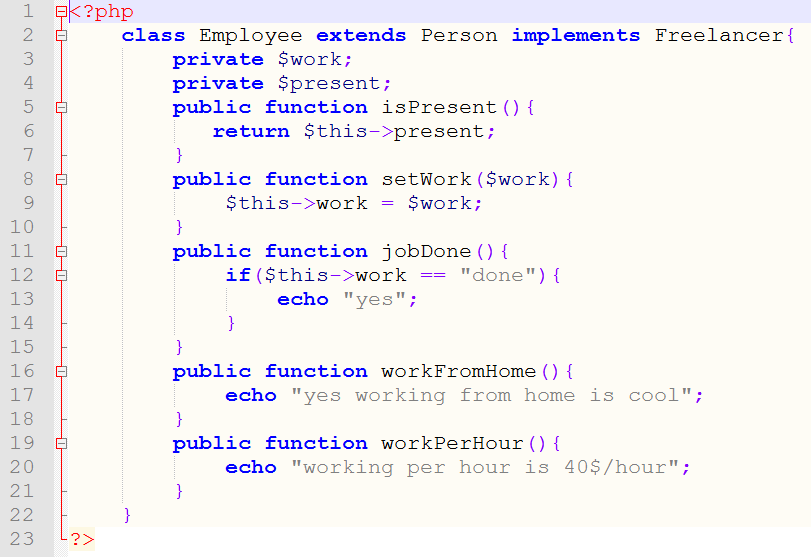 1 <?php
2 class Employee extends Person implements Freelancer{
3 private $work;
4 private $present;
5 public function isPresent(){
6 return $this->present;
7 }
8 public function setWork($work){
9 $this->work = $work;
10 }
11 public function jobDone(){
12 if($this->work == "done"){
13 echo "yes";
14 }
15 }
16 public function workFromHome(){
17 echo "yes working from home is cool";
18 }
19 public function workPerHour(){
20 echo "working per hour is 40$/hour";
21 }
22 }
23 ?>